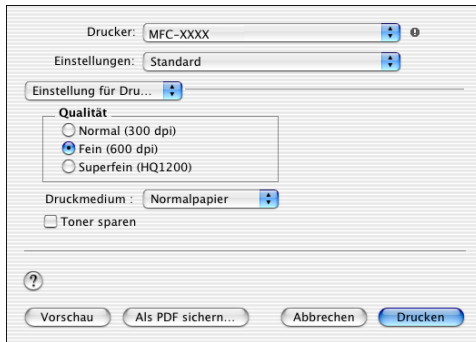 Drucker: MFC-XXXX
Einstellungen: Standard
Einstellung für Dru...
Qualität
Normal (300 dpi)
Fein (600 dpi)
Superfein (HQ1200)
Druckmedium : Normalpapier
Toner sparen
?
Vorschau Als PDF sichern... Abbrechen Drucken